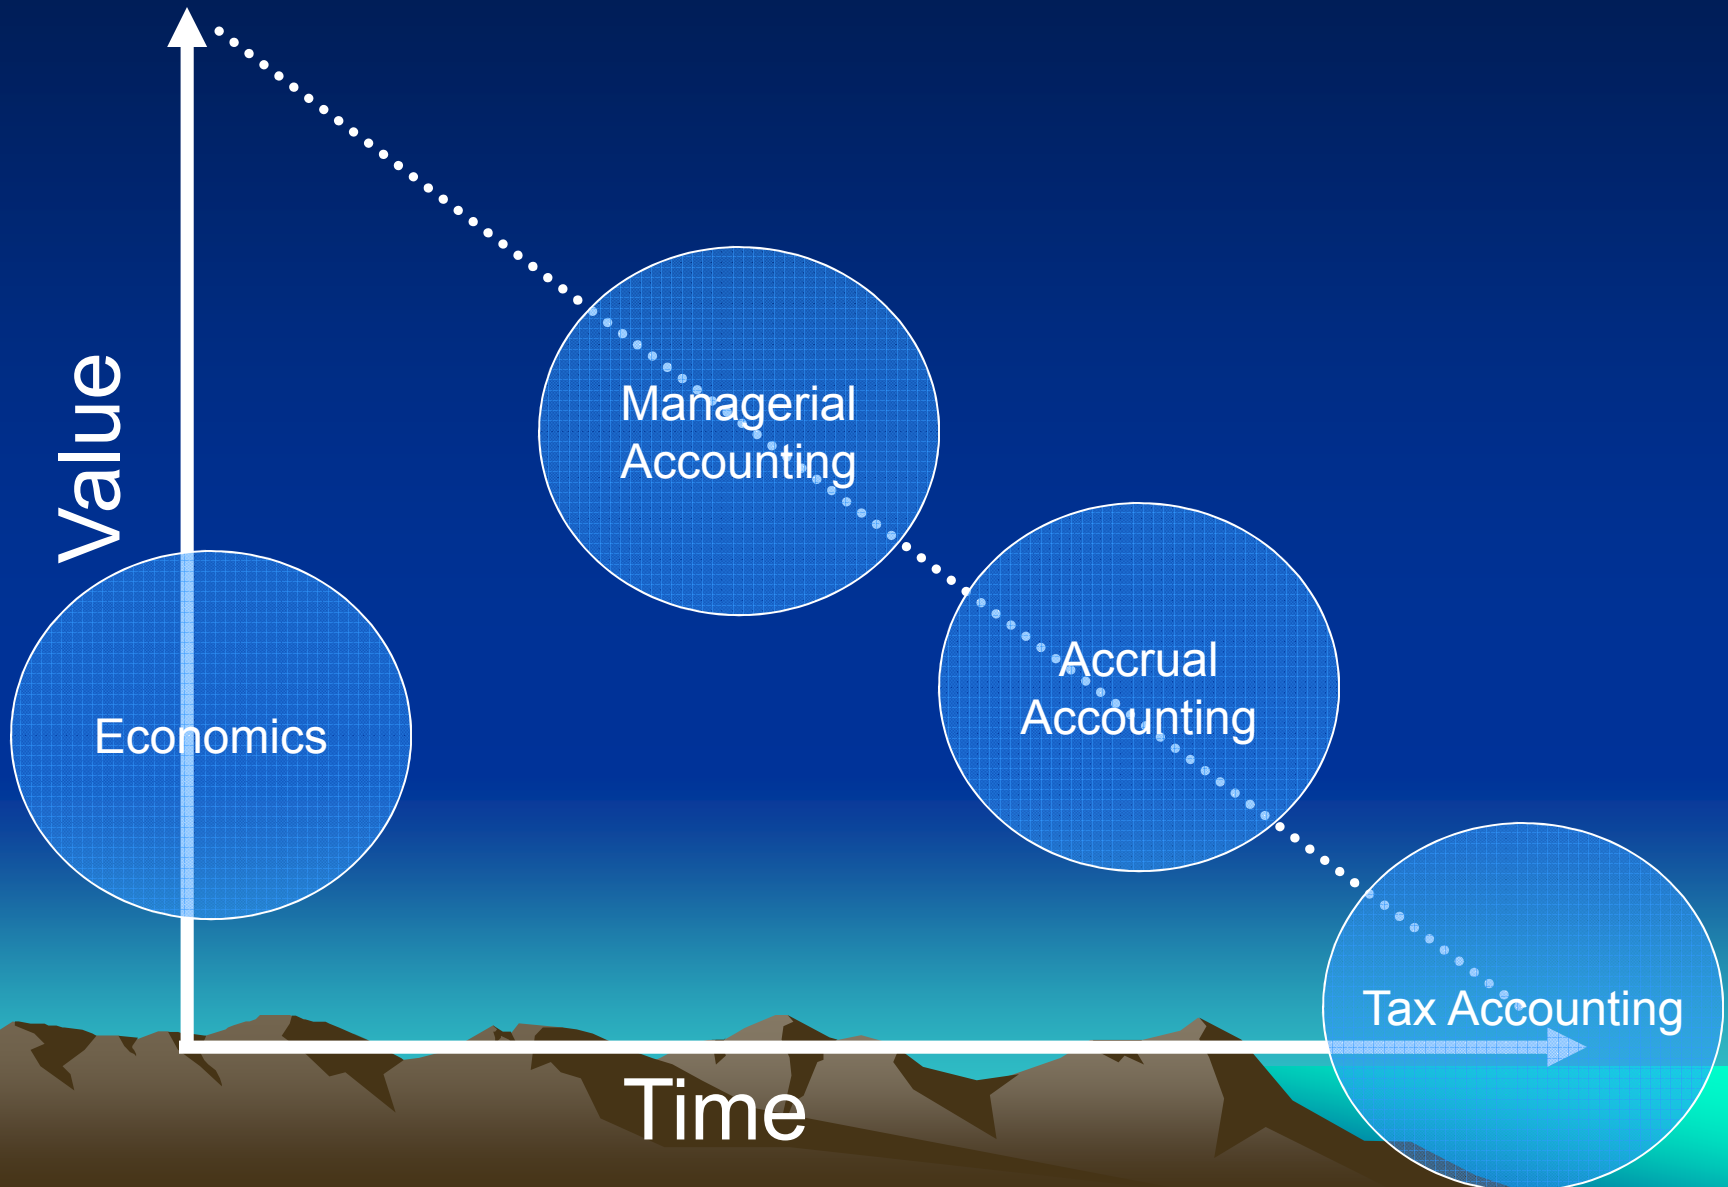 Value
Managerial
Accounting
Accrual
Accounting
Economics
Tax Accounting
Time